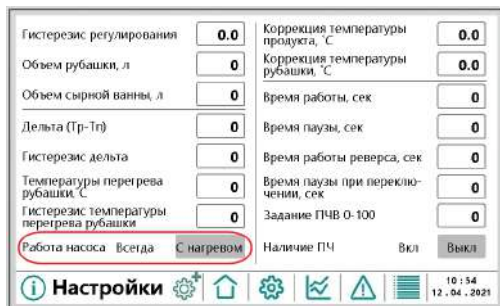 Гистерезис регулирования 0.0
Объем рубашки, л 0
Объем сырной ванны, л 0
Дельта (Тр-Тп) 0
Гистерезис дельта 0
Температуры перегрева
рубашки, °С 0
Гистерезис температуры
перегрева рубашки 0
Работа насоса Всегда С нагревом
Коррекция температуры
продукта, °С 0.0
Коррекция температуры
рубашки, °С 0.0
Время работы, сек 0
Время паузы, сек 0
Время работы реверса, сек 0
Время паузы при переклю-
чении, сек 0
Задание ПЧВ 0-100 0
Наличие ПЧ Вкл Выкл
Настройки
10:54
12.04.2021